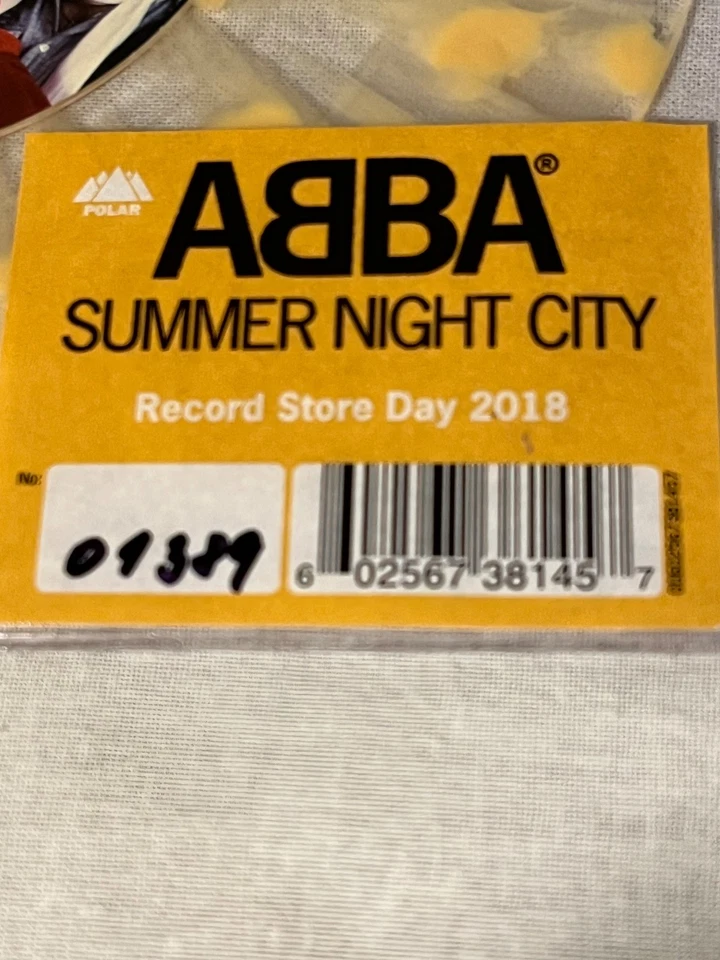 POLAR
ABBA®
SUMMER NIGHT CITY
Record Store Day 2018
No:
01389
6 02567 38145 7